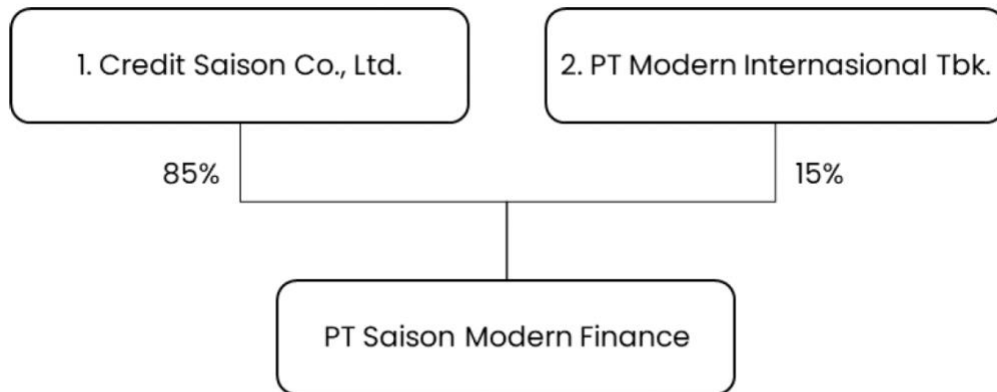 1. Credit Saison Co., Ltd.
2. PT Modern Internasional Tbk.
85%
15%
PT Saison Modern Finance